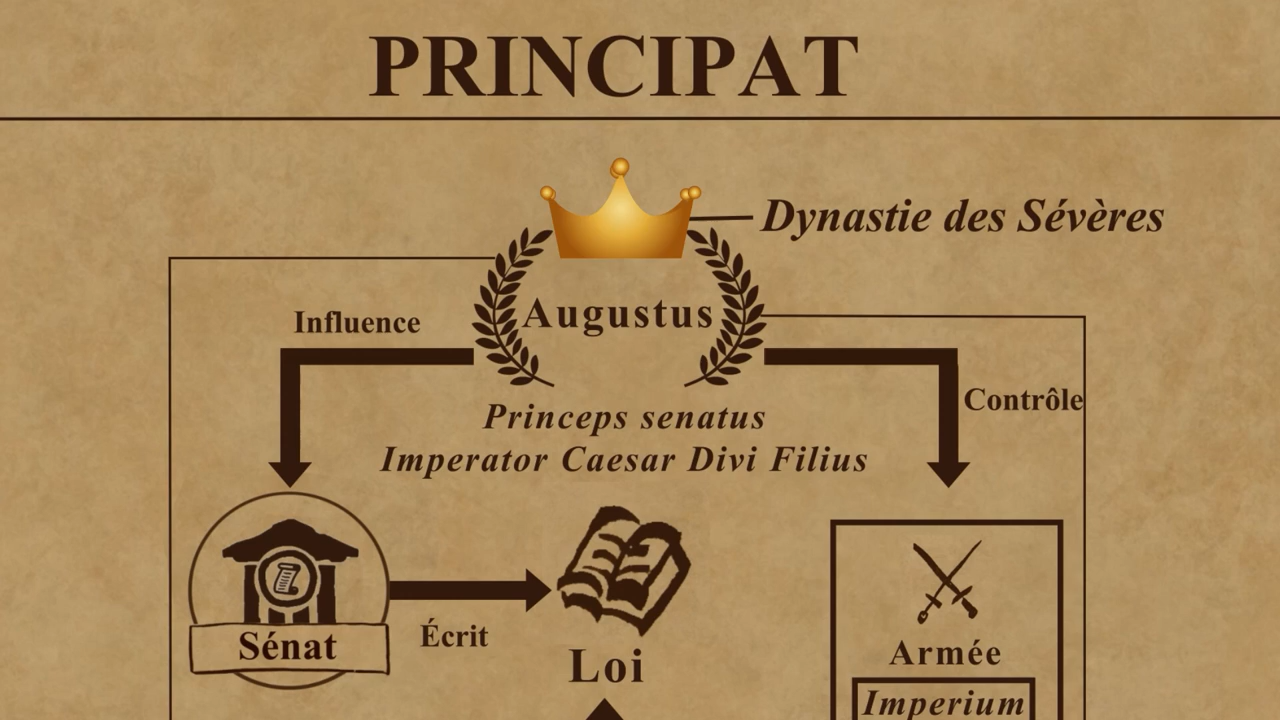 PRINCIPAT
Dynastie des Sévères
Augustus
Influence
Contrôle
Princeps senatus
Imperator Caesar Divi Filius
Sénat
Écrit
Loi
Armée
Imperium